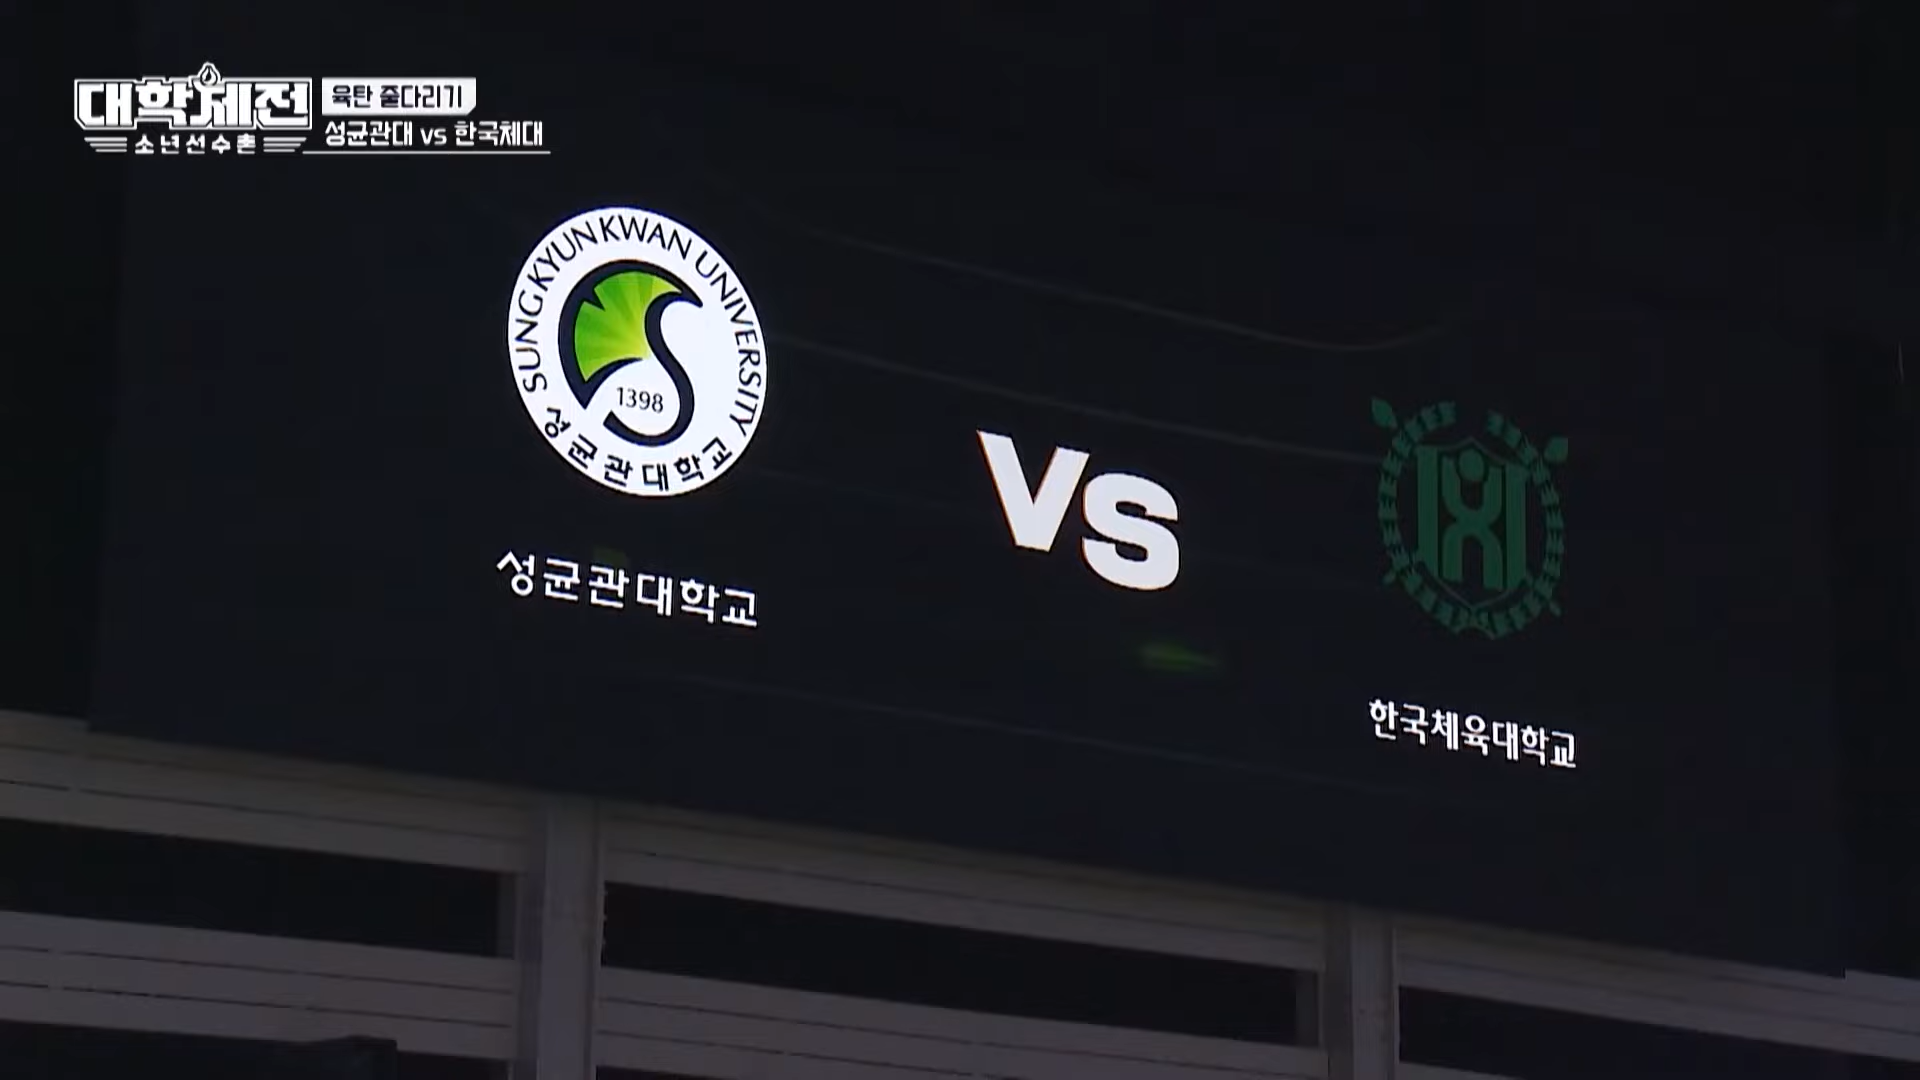 대학체전
소년선수촌
육탄 줄다리기
성균관대 vs 한국체대
SUNGKYUNKWAN UNIVERSITY
1398
성균관대학교
성균관대학교
VS
한국체육대학교